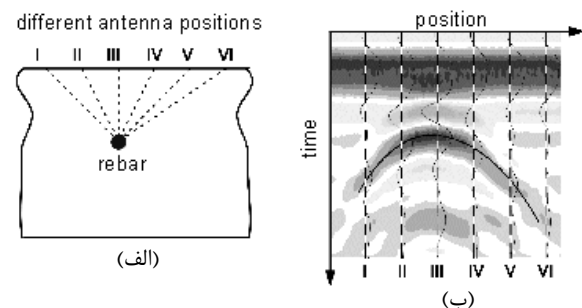 different antenna positions
I II III IV V VI
rebar
(الف)
position
time
I II III IV V VI
(ب)